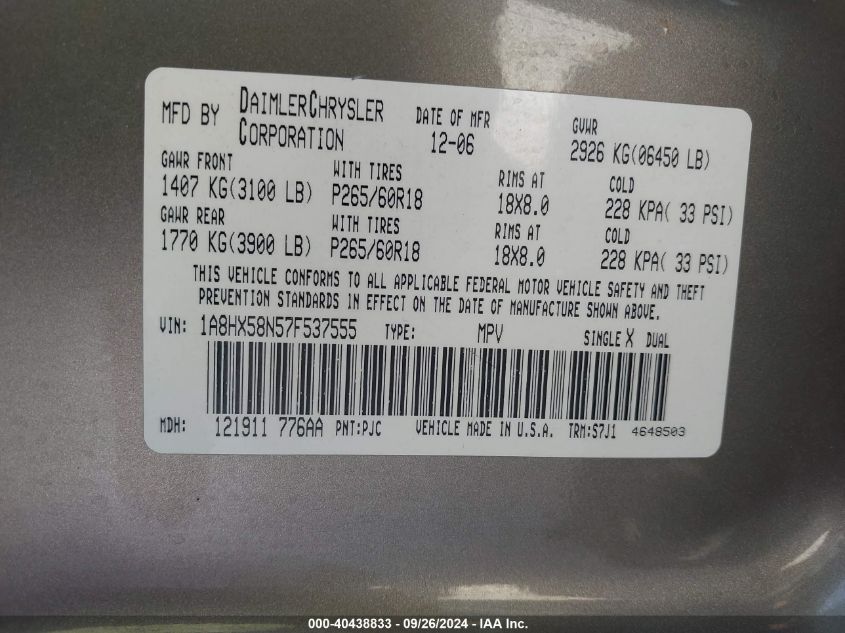 MFD BY DAIMLERCHRYSLER CORPORATION
DATE OF MFR 12-06
GVWR 2926 KG(06450 LB)
GAWR FRONT WITH TIRES RIMS AT COLD
1407 KG(3100 LB) P265/60R18 18X8.0 228 KPA( 33 PSI)
GAWR REAR WITH TIRES RIMS AT COLD
1770 KG(3900 LB) P265/60R18 18X8.0 228 KPA( 33 PSI)
THIS VEHICLE CONFORMS TO ALL APPLICABLE FEDERAL MOTOR VEHICLE SAFETY AND THEFT
PREVENTION STANDARDS IN EFFECT ON THE DATE OF MANUFACTURE SHOWN ABOVE.
VIN: 1A8HX58N57F537555 TYPE: MPV SINGLE X DUAL
MDH: 121911 776AA PNT:PJC VEHICLE MADE IN U.S.A. TRM:S7J1 4648503
000-40438833 - 09/26/2024 - IAA Inc.